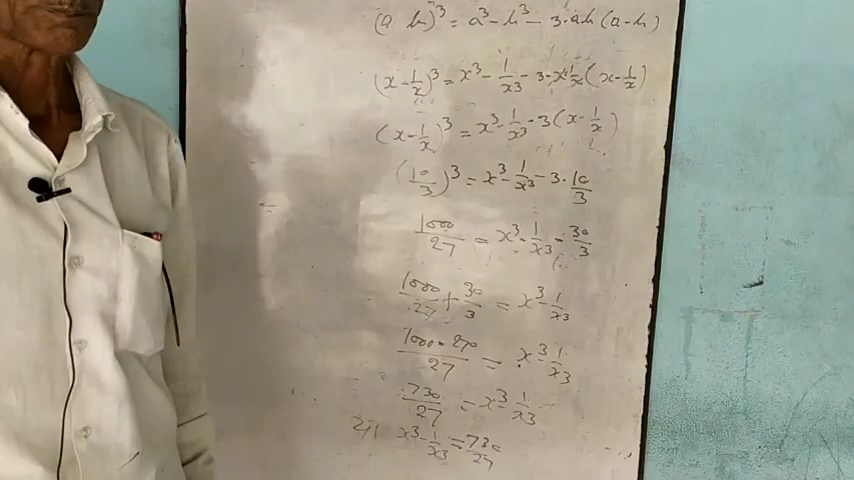 (a b)³ = a³ - b³ - 3·ab (a-b)
(x - 1/x)³ = x³ - 1/x³ - 3·x·1/x (x - 1/x)
(x - 1/x)³ = x³ - 1/x³ - 3 (x - 1/x)
(10/3)³ = x³ - 1/x³ - 3·10/3
1000/27 = x³ - 1/x³ - 30/3
1000/27 + 30/3 = x³ - 1/x³
1000 - 270/27 = x³ - 1/x³
730/27 = x³ - 1/x³
x³ - 1/x³ = 730/27